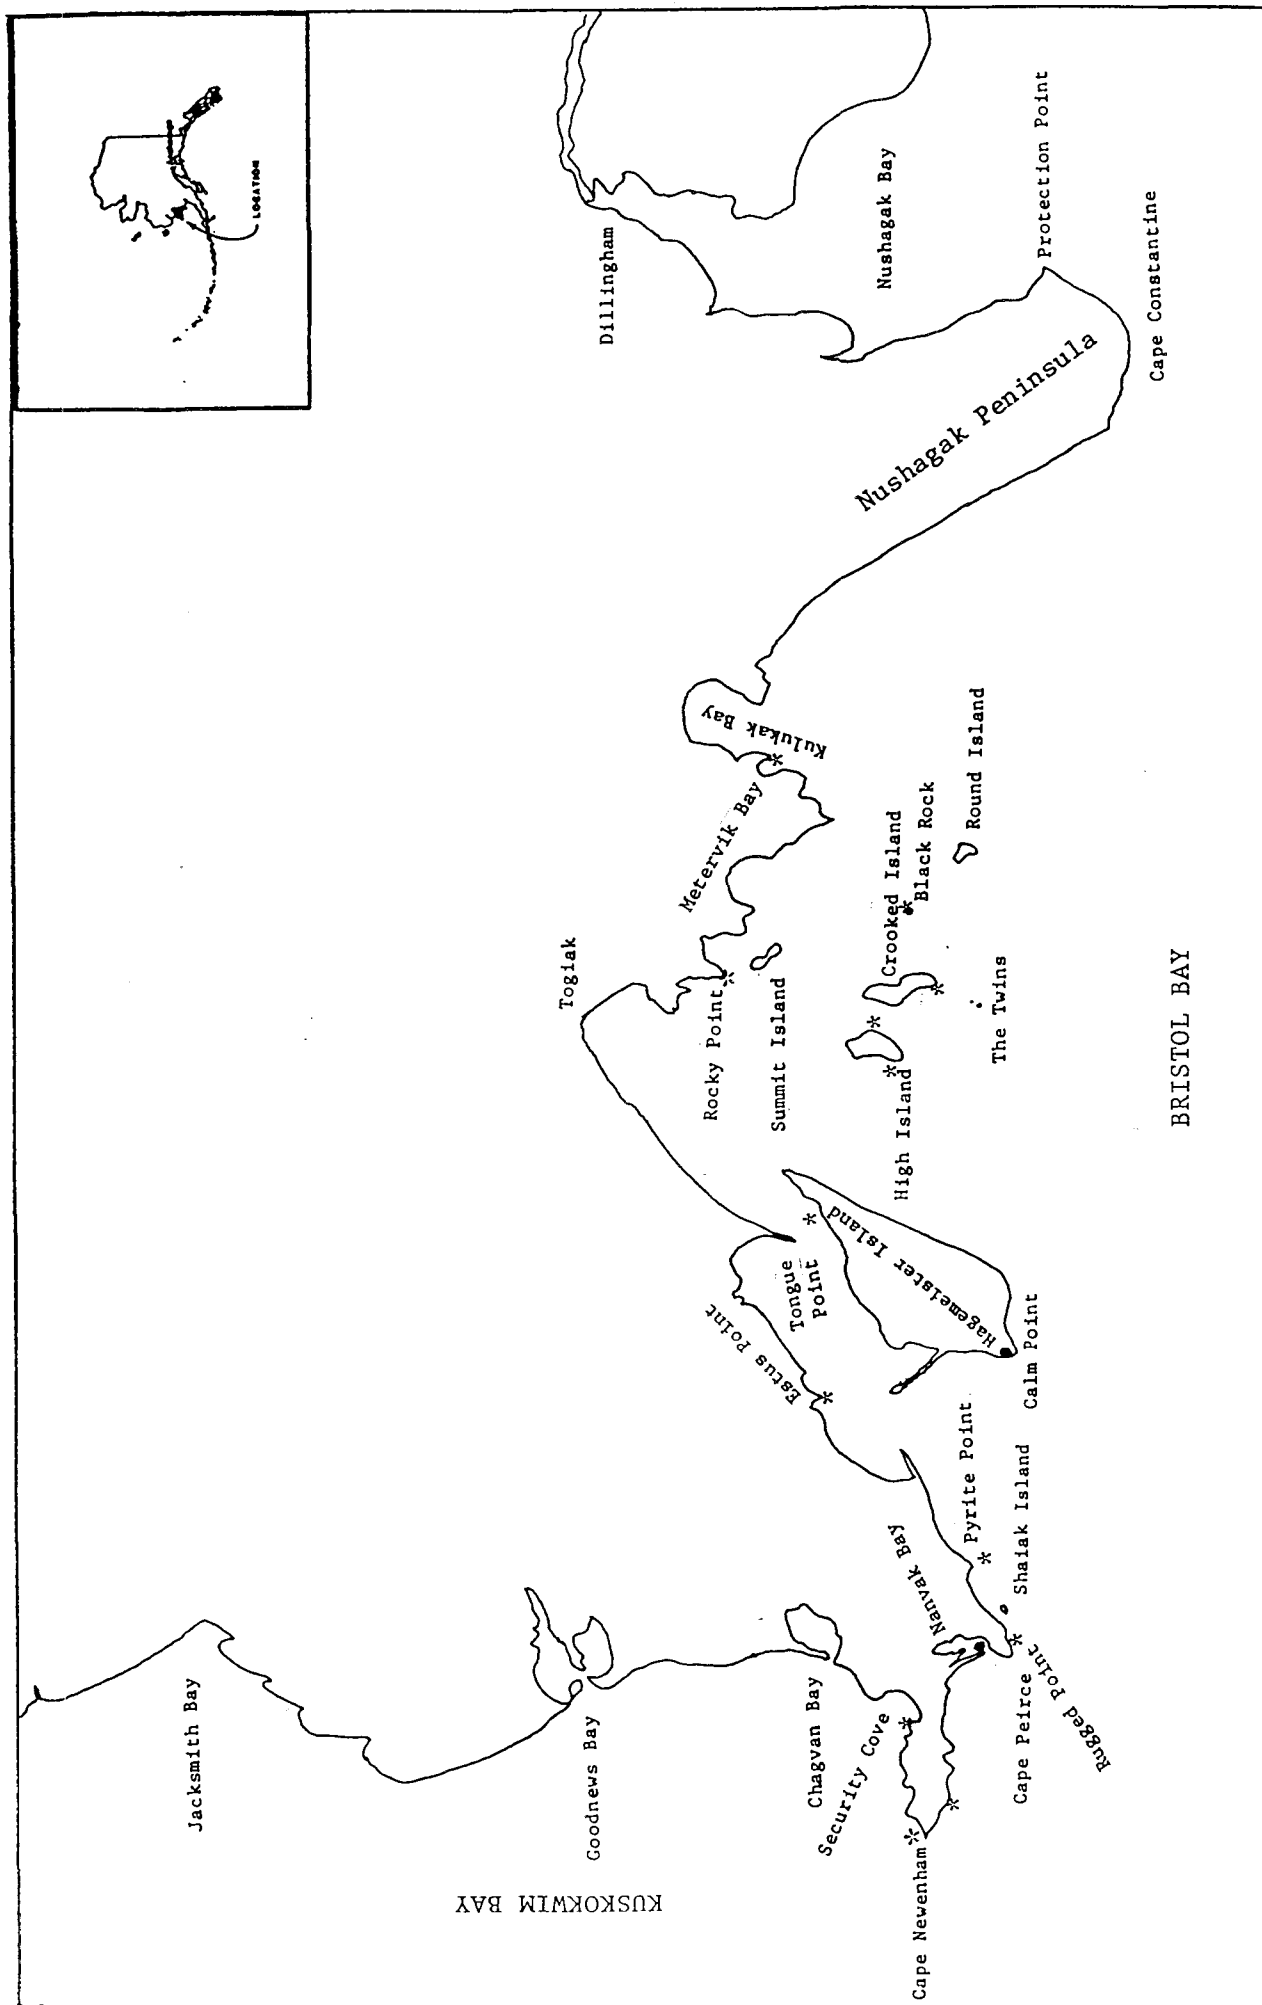 LOCATION
Jacksmith Bay
KUSKOKWIM BAY
Goodnews Bay
Togiak
Dillingham
Chagvan Bay
Security Cove
Estus Point
Tongue
Point
Rocky Point
Metervik Bay
Kulukak Bay
Summit Island
Nushagak Bay
Nushagak Peninsula
Cape Newenham
Nanvak Bay
Hagemeister Island
High Island
Crooked Island
Black Rock
Cape Peirce
Rugged Point
Pyrite Point
Shaiak Island
Calm Point
The Twins
Round Island
Protection Point
Cape Constantine
BRISTOL BAY